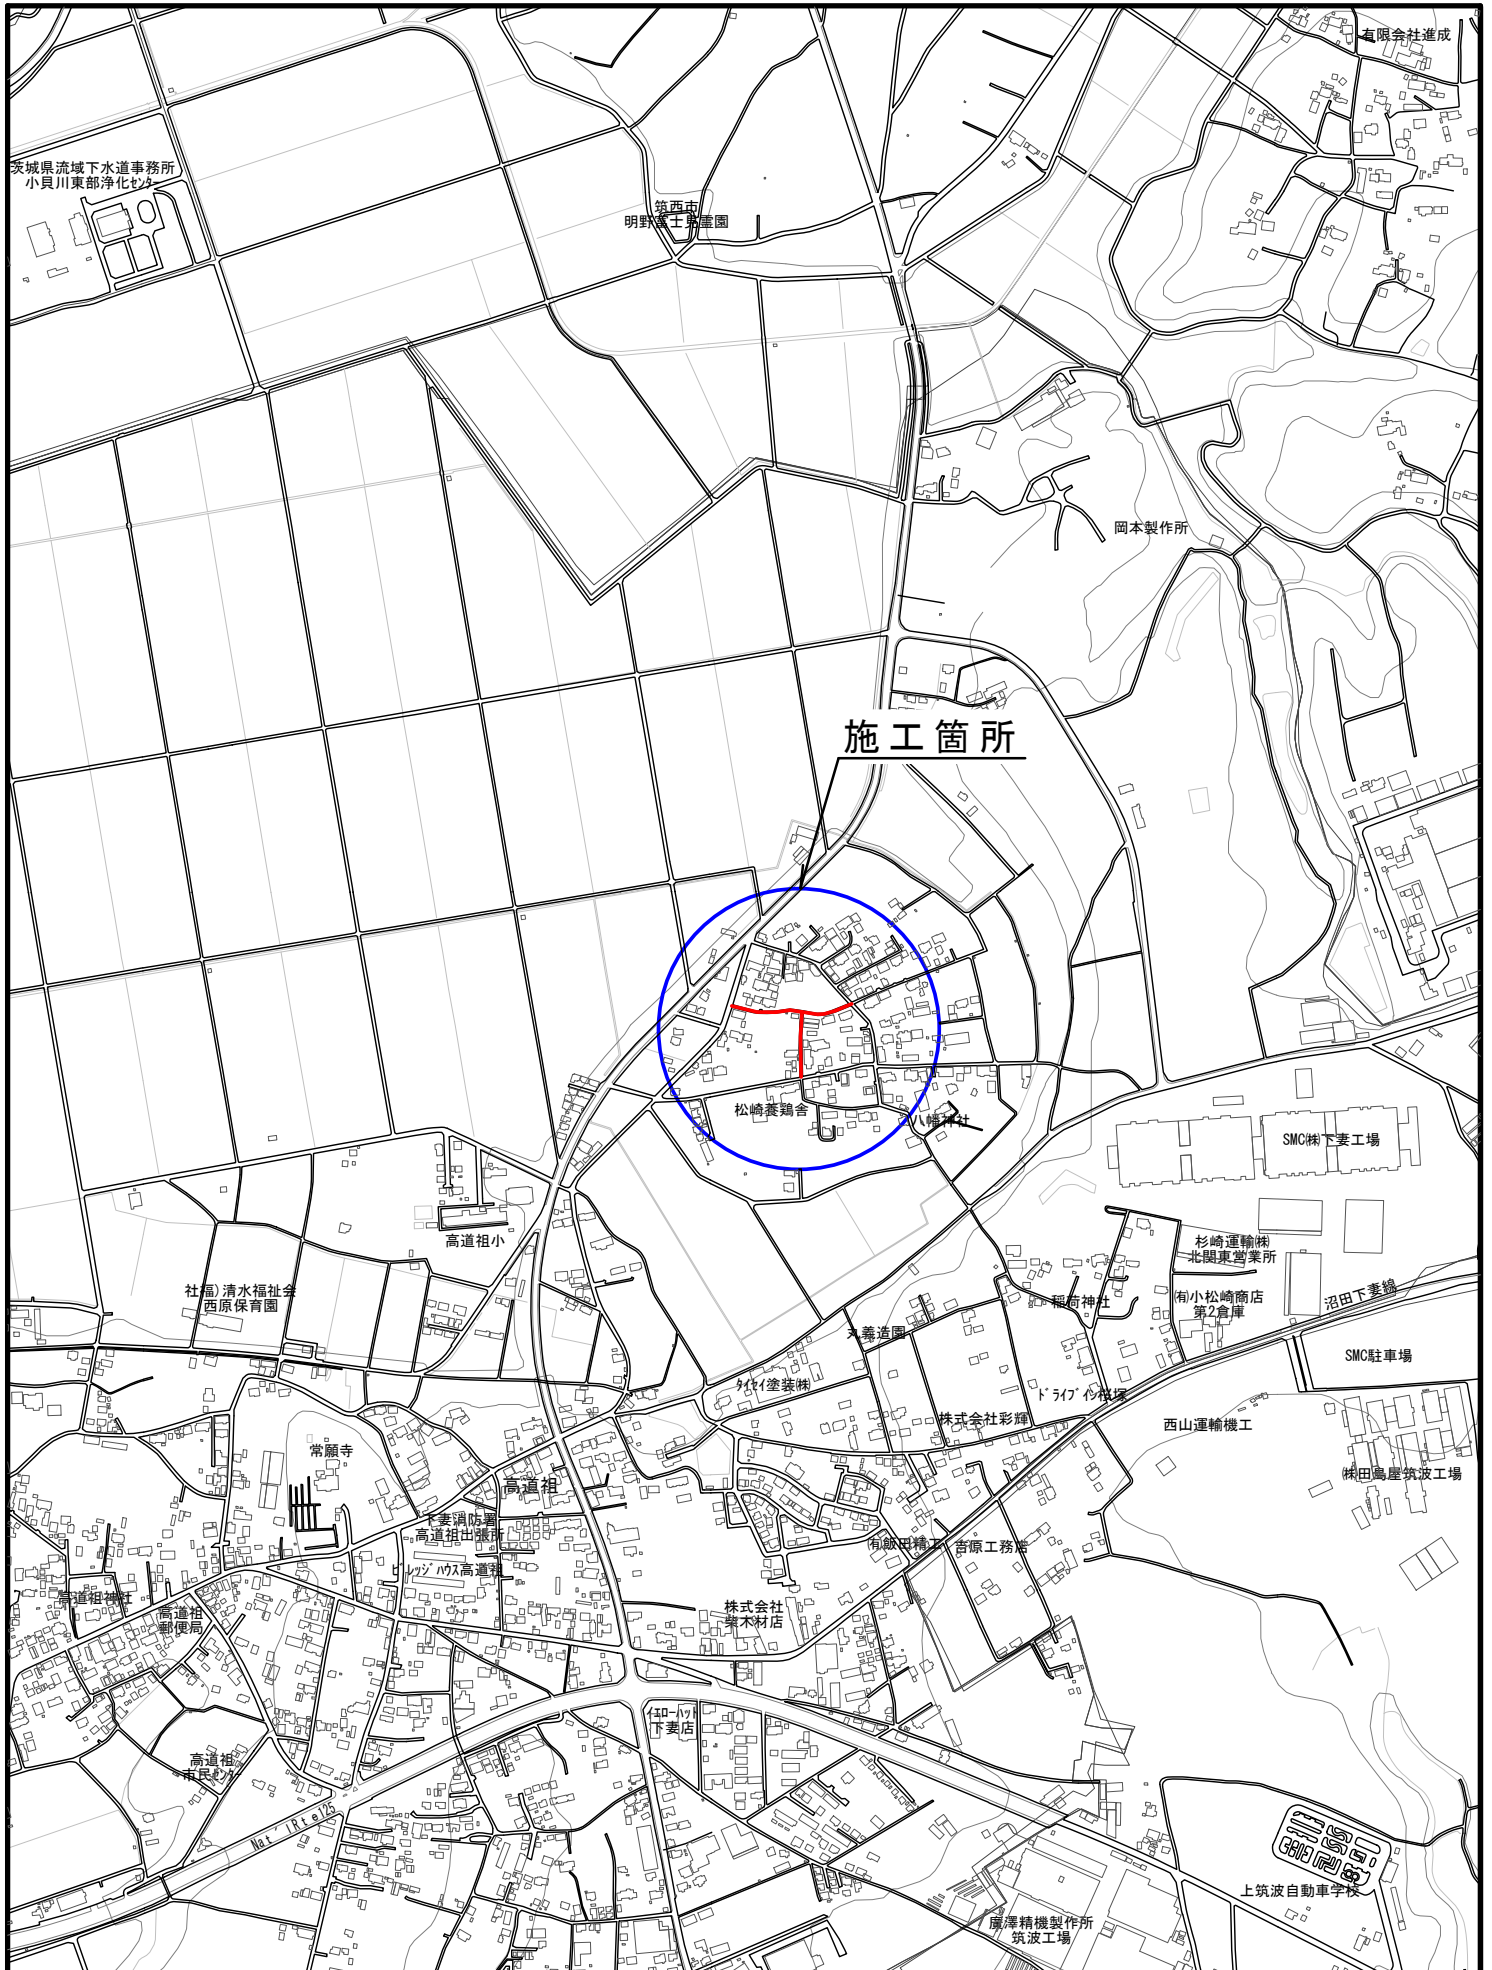 有限会社進成
茨城県流域下水道事務所
小貝川東部浄化センター
筑西市
明野富士見霊園
岡本製作所
施工箇所
松崎養鶏舎
八幡神社
SMC㈱下妻工場
高道祖小
杉崎運輸㈱
北関東営業所
社福)清水福祉会
西原保育園
稲荷神社
㈲小松崎商店
第2倉庫
沼田下妻線
丸義造園
SMC駐車場
タイセイ塗装㈱
ドライブイン桜塚
株式会社彩輝
西山運輸機工
常願寺
㈱田島屋筑波工場
高道祖
下妻消防署
高道祖出張所
㈲飯田精工
吉原工務店
ビレッジハウス高道祖
高道祖神社
高道祖
郵便局
株式会社
柴木材店
イエローハット
下妻店
高道祖
市民センター
Nat'l Rte125
上筑波自動車学校
廣澤精機製作所
筑波工場